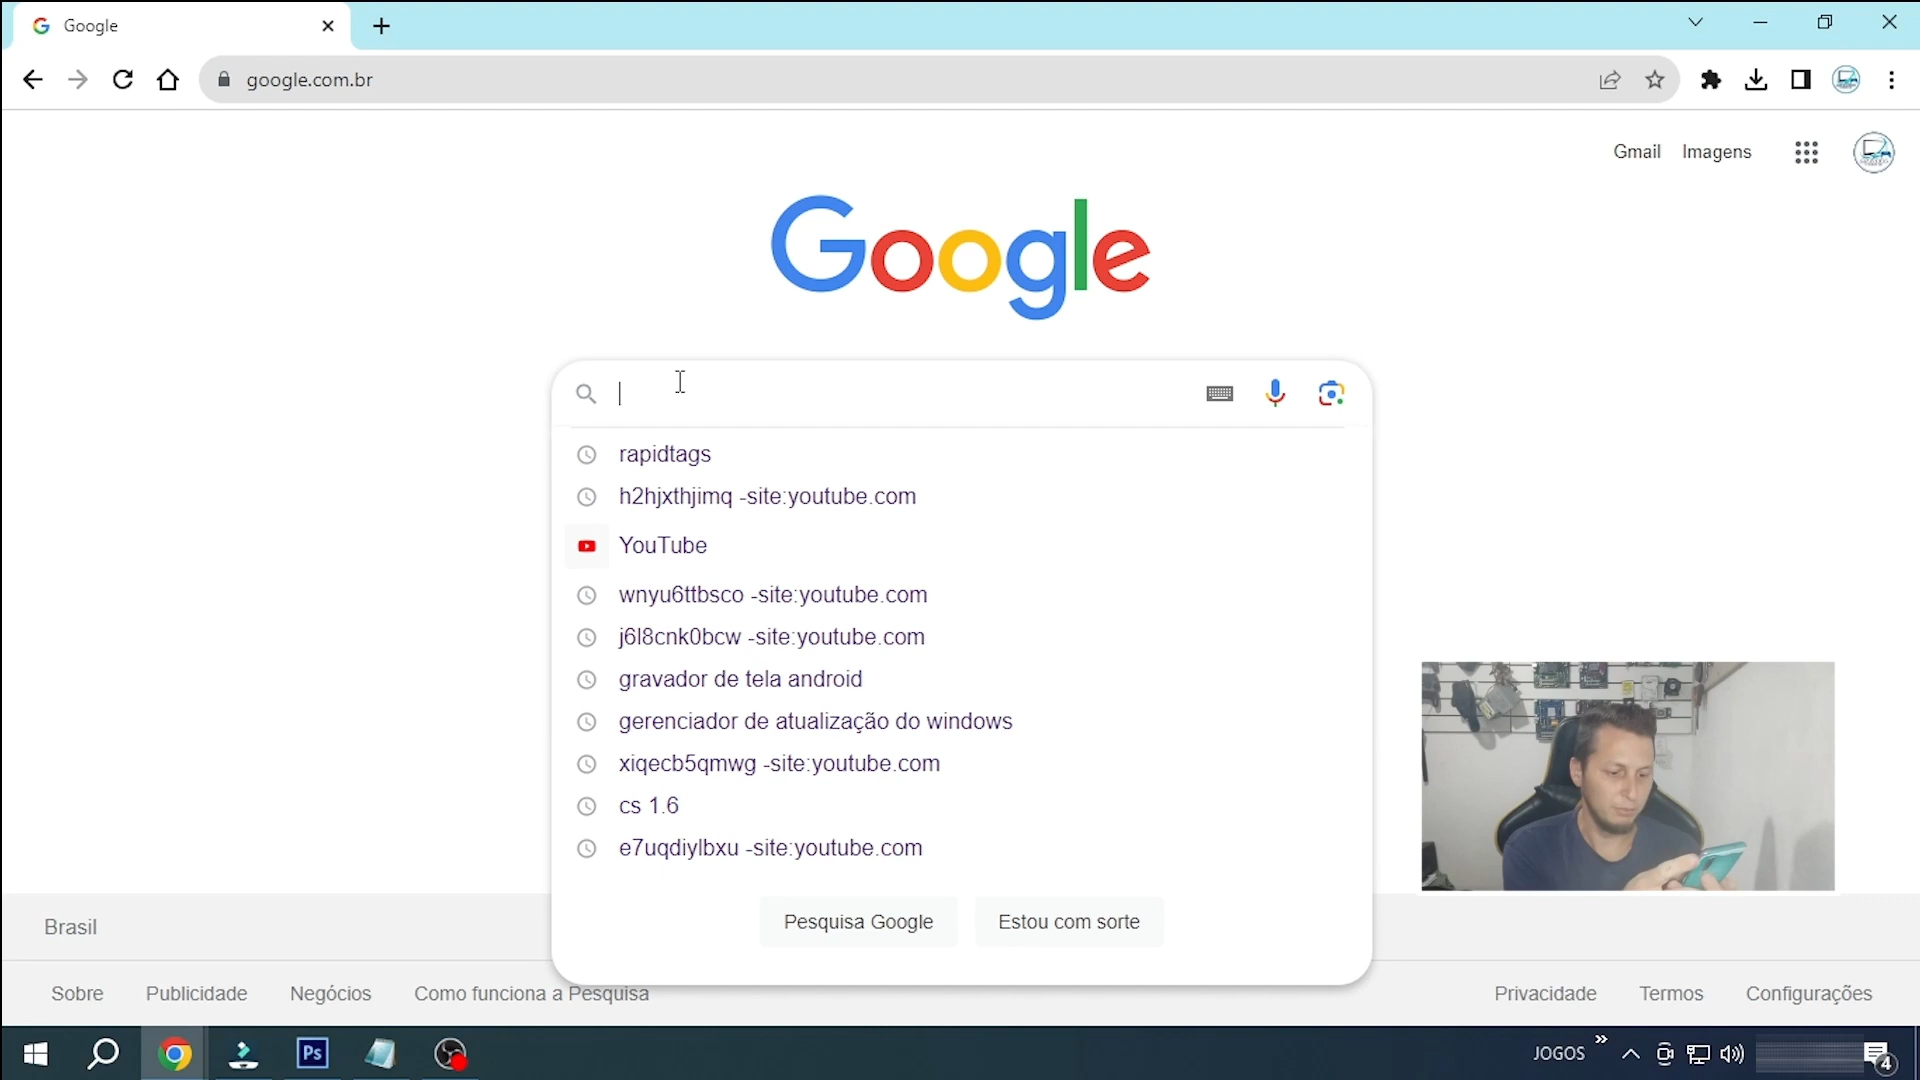 Google
google.com.br
Gmail Imagens
Google
rapidtags
h2hjxthjimq -site:youtube.com
YouTube
wnyu6ttbsco -site:youtube.com
j6l8cnk0bcw -site:youtube.com
gravador de tela android
gerenciador de atualização do windows
xiqecb5qmwg -site:youtube.com
cs 1.6
e7uqdiylbxu -site:youtube.com
Pesquisa Google Estou com sorte
Brasil
Sobre Publicidade Negócios Como funciona a Pesquisa Privacidade Termos Configurações
Ps JOGOS 4